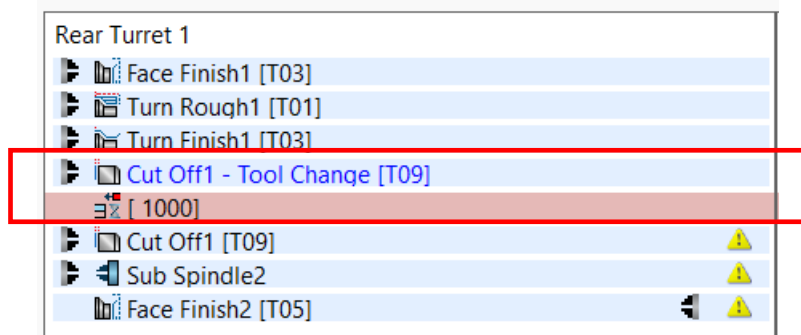 Rear Turret 1
Face Finish1 [T03]
Turn Rough1 [T01]
Turn Finish1 [T03]
Cut Off1 - Tool Change [T09]
[ 1000]
Cut Off1 [T09]
Sub Spindle2
Face Finish2 [T05]